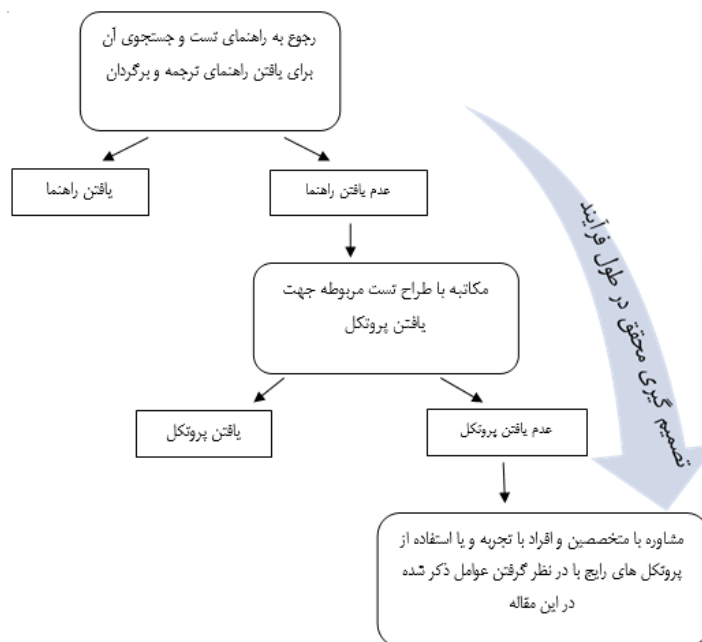 رجوع به راهنمای تست و جستجوی آن
برای یافتن راهنمای ترجمه و برگردان
یافتن راهنما
عدم یافتن راهنما
مکاتبه با طراح تست مربوطه جهت
یافتن پروتکل
یافتن پروتکل
عدم یافتن پروتکل
مشاوره با متخصصین و افراد با تجربه و یا استفاده از
پروتکل های رایج با در نظر گرفتن عوامل ذکر شده
در این مقاله
تصمیم گیری محقق در طول فرآیند